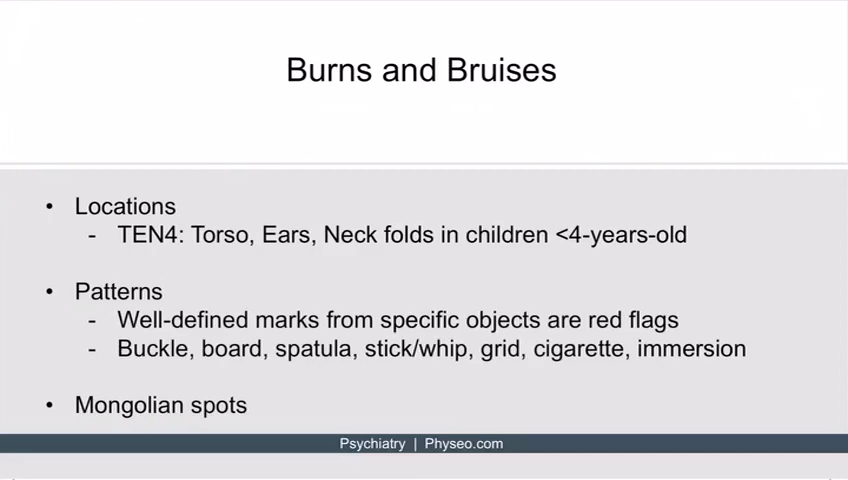 Burns and Bruises
• Locations
- TEN4: Torso, Ears, Neck folds in children <4-years-old
• Patterns
- Well-defined marks from specific objects are red flags
- Buckle, board, spatula, stick/whip, grid, cigarette, immersion
• Mongolian spots
Psychiatry | Physeo.com